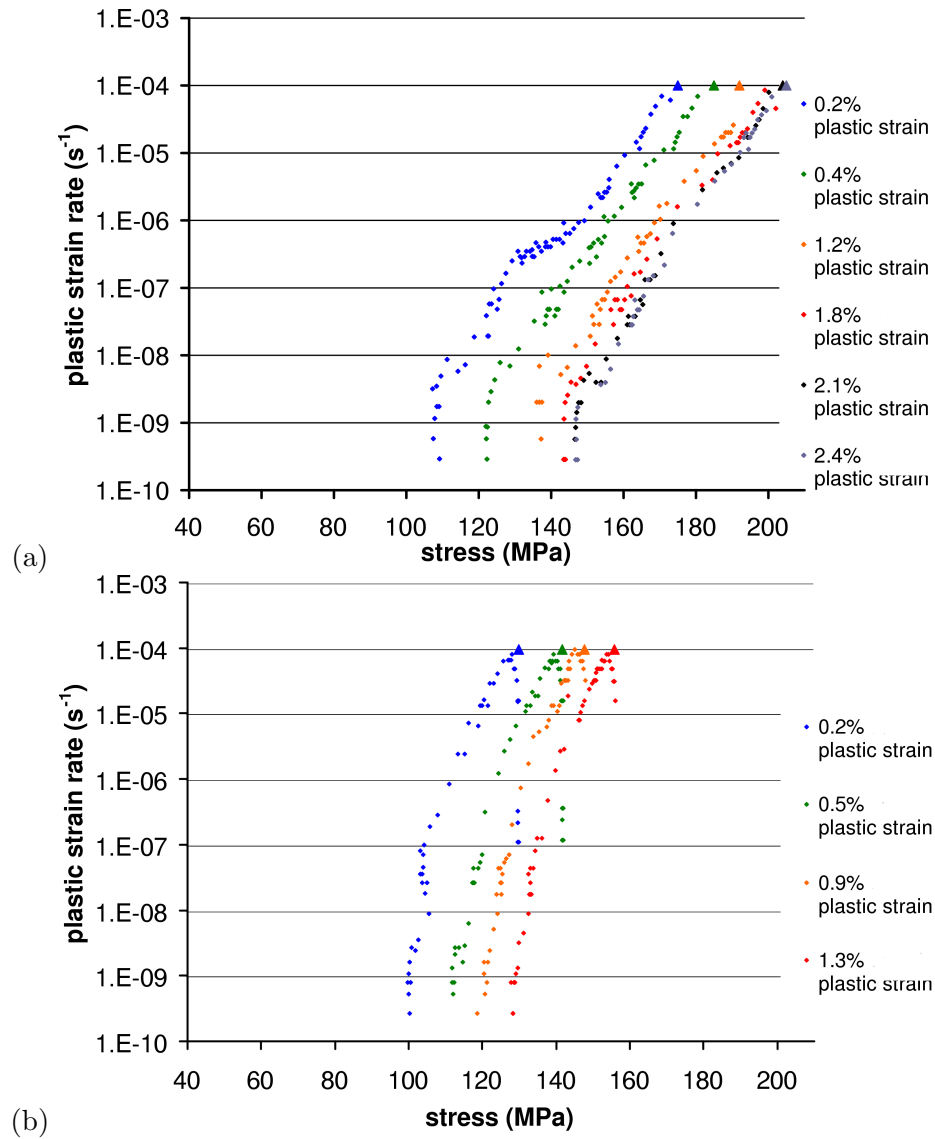 1.E-03
1.E-04
1.E-05
1.E-06
1.E-07
1.E-08
1.E-09
1.E-10
plastic strain rate (s-1)
40 60 80 100 120 140 160 180 200
stress (MPa)
0.2%
plastic strain
0.4%
plastic strain
1.2%
plastic strain
1.8%
plastic strain
2.1%
plastic strain
2.4%
plastic strain
(a)
1.E-03
1.E-04
1.E-05
1.E-06
1.E-07
1.E-08
1.E-09
1.E-10
plastic strain rate (s-1)
40 60 80 100 120 140 160 180 200
stress (MPa)
0.2%
plastic strain
0.5%
plastic strain
0.9%
plastic strain
1.3%
plastic strain
(b)